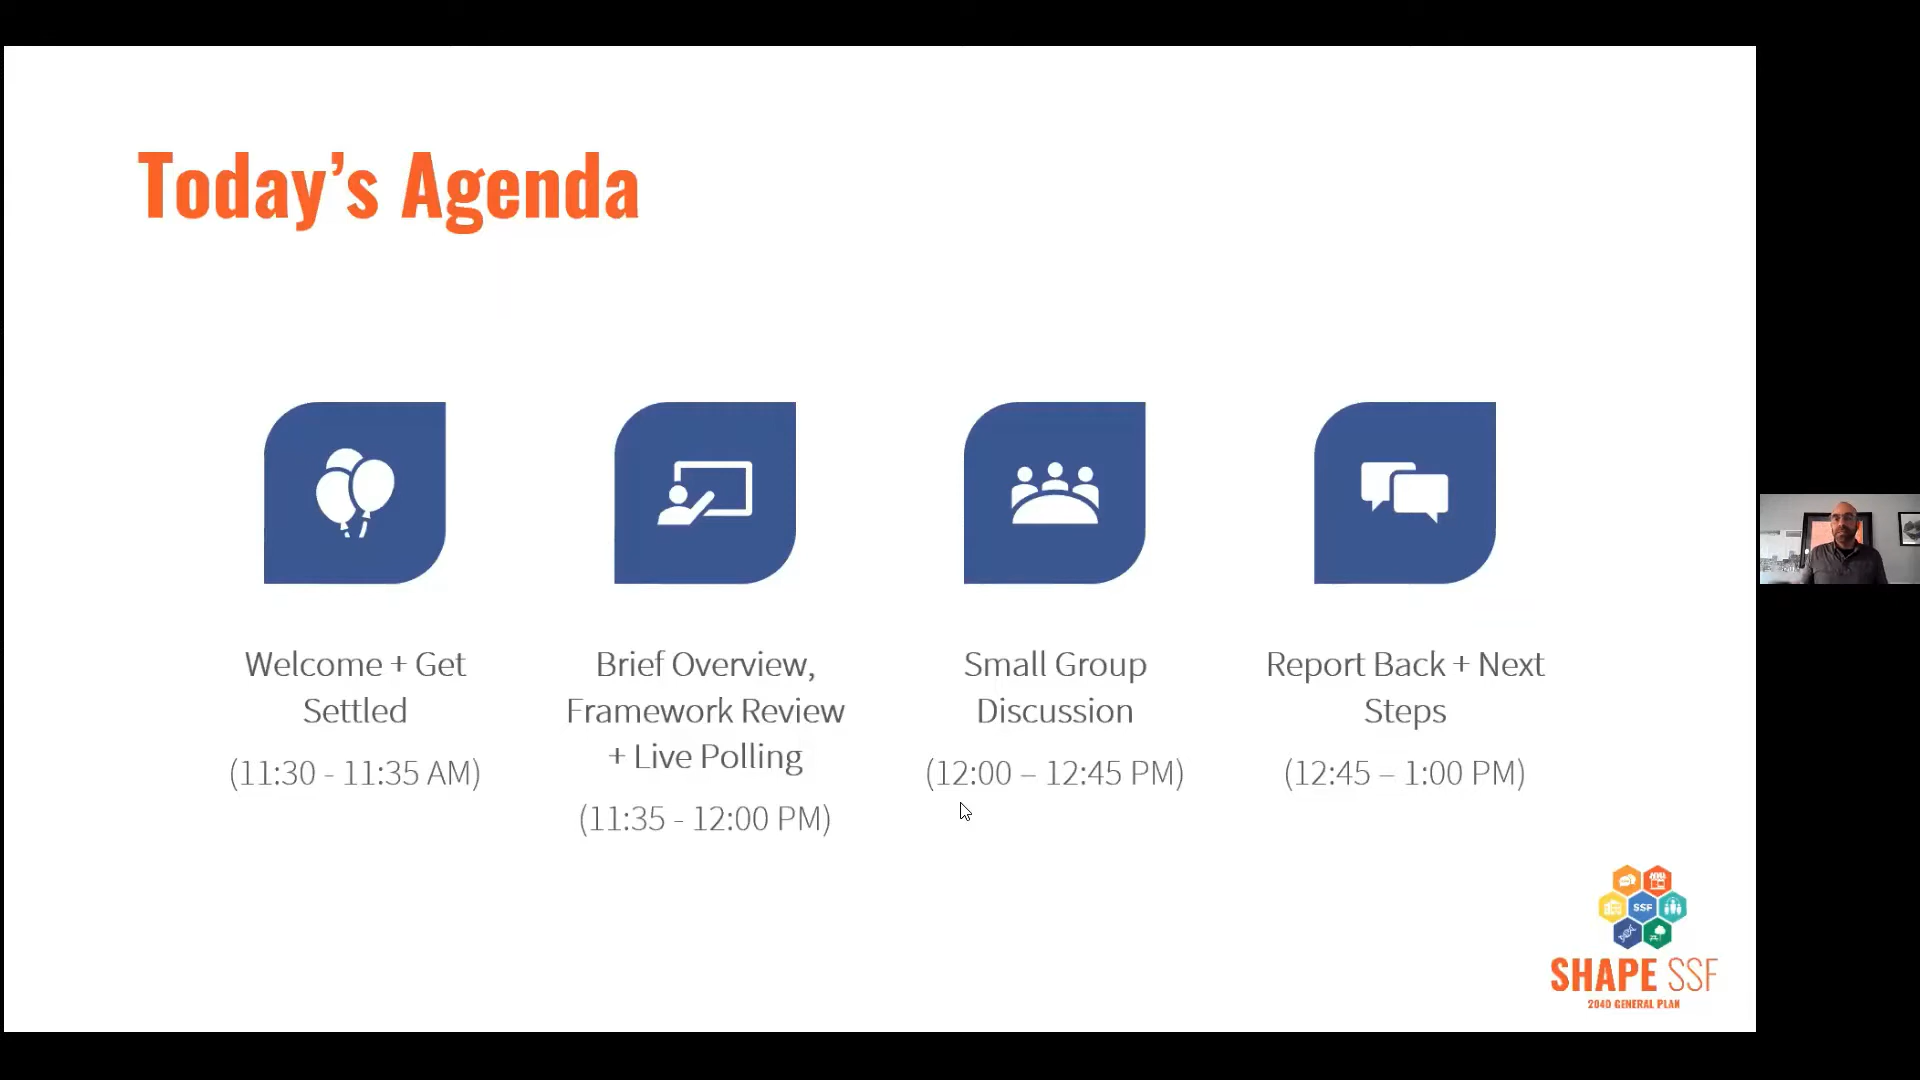 Today’s Agenda
Welcome + Get
Settled
(11:30 - 11:35 AM)
Brief Overview,
Framework Review
+ Live Polling
(11:35 - 12:00 PM)
Small Group
Discussion
(12:00 – 12:45 PM)
Report Back + Next
Steps
(12:45 – 1:00 PM)
SSF
SHAPE SSF
2040 GENERAL PLAN